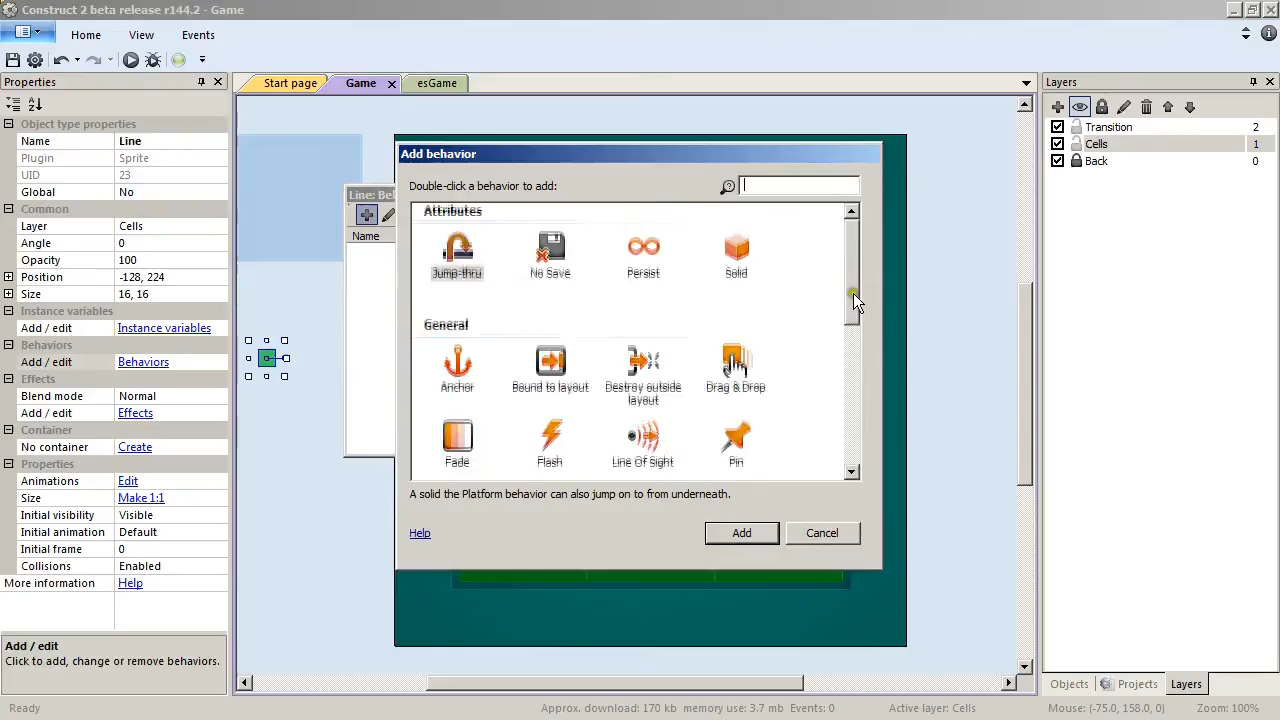 Construct 2 beta release r144.2 - Game
Home View Events
Properties
Start page Game esGame
Layers
Object type properties
Name Line
Plugin Sprite
UID 23
Global No
Common
Layer Cells
Angle 0
Opacity 100
Position -128, 224
Size 16, 16
Instance variables
Add / edit Instance variables
Behaviors
Add / edit Behaviors
Effects
Blend mode Normal
Add / edit Effects
Container
No container Create
Properties
Animations Edit
Size Make 1:1
Initial visibility Visible
Initial animation Default
Initial frame 0
Collisions Enabled
More information Help
Add / edit
Click to add, change or remove behaviors.
Line: Be
Name
Add behavior
Double-click a behavior to add:
Attributes
Jump-thru No Save Persist Solid
General
Anchor Bound to layout Destroy outside layout Drag & Drop
Fade Flash Line Of Sight Pin
A solid the Platform behavior can also jump on to from underneath.
Help Add Cancel
Transition 2
Cells 1
Back 0
Objects Projects Layers
Ready Approx. download: 170 kb memory use: 3.7 mb Events: 0 Active layer: Cells Mouse: (-75.0, 158.0, 0) Zoom: 100%